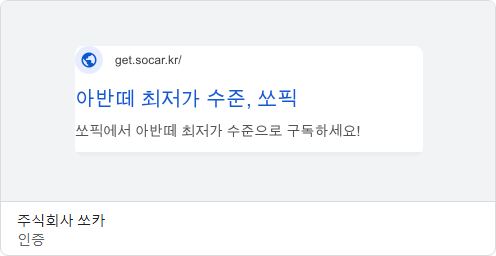 get.socar.kr/
아반떼 최저가 수준, 쏘픽
쏘픽에서 아반떼 최저가 수준으로 구독하세요!
주식회사 쏘카
인증